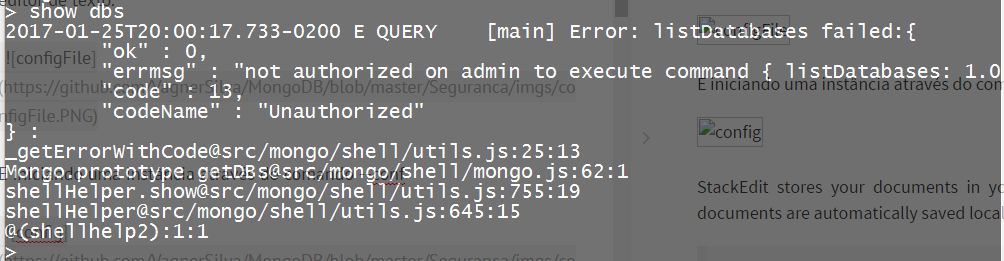 > show dbs
2017-01-25T20:00:17.733-0200 E QUERY    [main] Error: listDatabases failed:{
        "ok" : 0,
        "errmsg" : "not authorized on admin to execute command { listDatabases: 1.0
        "code" : 13,
        "codeName" : "Unauthorized"
} :
_getErrorWithCode@src/mongo/shell/utils.js:25:13
Mongo.prototype.getDBs@src/mongo/shell/mongo.js:62:1
shellHelper.show@src/mongo/shell/utils.js:755:19
shellHelper@src/mongo/shell/utils.js:645:15
@(shellhelp2):1:1
>
editor de texto.
![configFile]
(https://github.com/VagnerSilva/MongoDB/blob/master/Seguranca/imgs/co
nfigFile.PNG)
(https://github.com/VagnerSilva/MongoDB/blob/master/Seguranca/imgs/co
configFile
E iniciando uma instância através do com
config
StackEdit stores your documents in yo
documents are automatically saved local